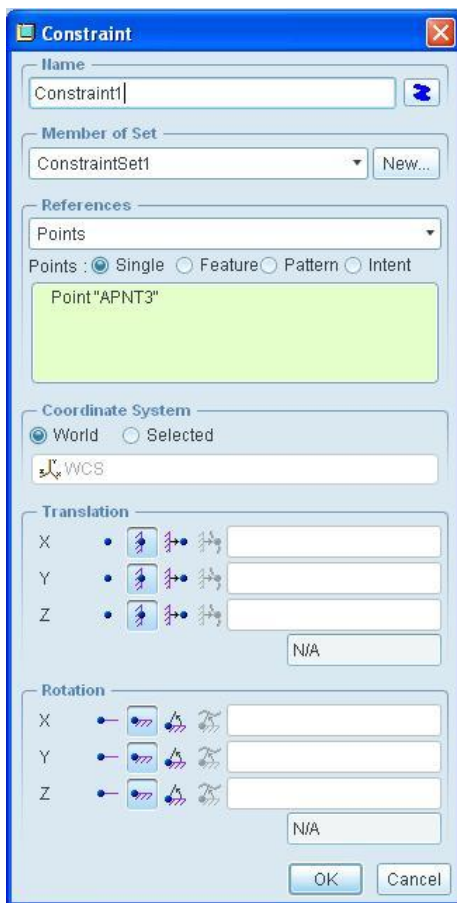 Constraint
Name
Constraint1
Member of Set
ConstraintSet1
New...
References
Points
Points : Single Feature Pattern Intent
Point "APNT3"
Coordinate System
World Selected
WCS
Translation
X
Y
Z
N/A
Rotation
X
Y
Z
N/A
OK Cancel